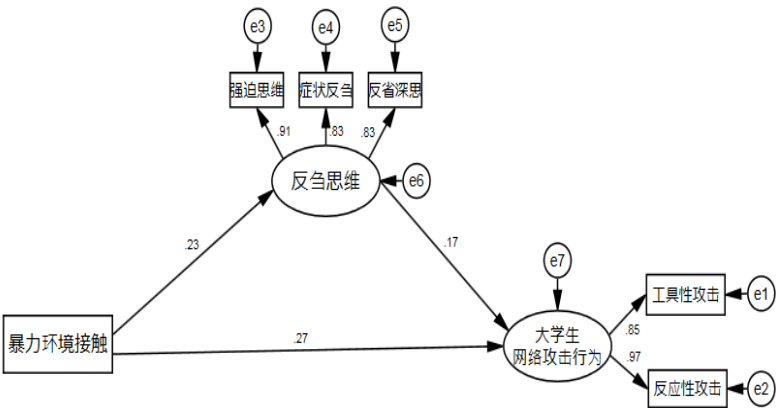 e3
e4
e5
强迫思维
症状反刍
反省深思
.91
.83
.83
反刍思维
e6
.23
.17
e7
工具性攻击
e1
暴力环境接触
.27
大学生
网络攻击行为
.85
.97
反应性攻击
e2